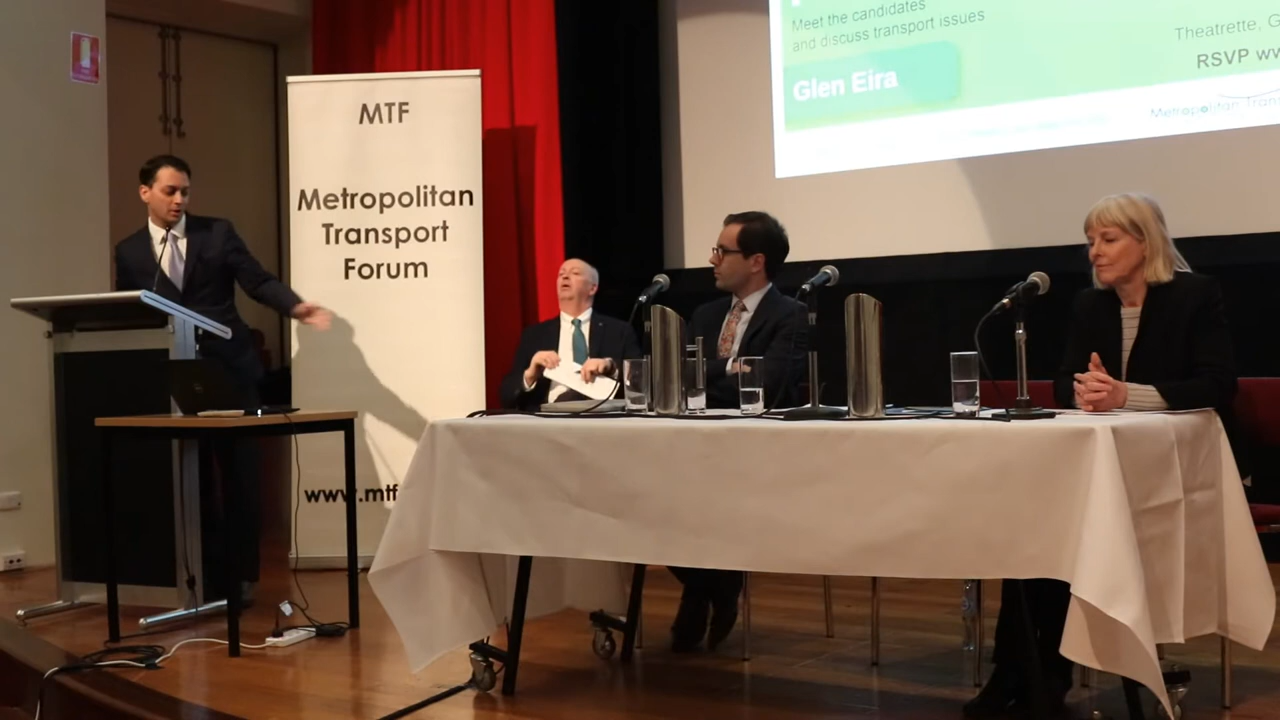 MTF
Metropolitan
Transport
Forum
www.mtf
Meet the candidates
and discuss transport issues
Glen Eira
Theatrette, G
RSVP ww
Metropolitan Trans